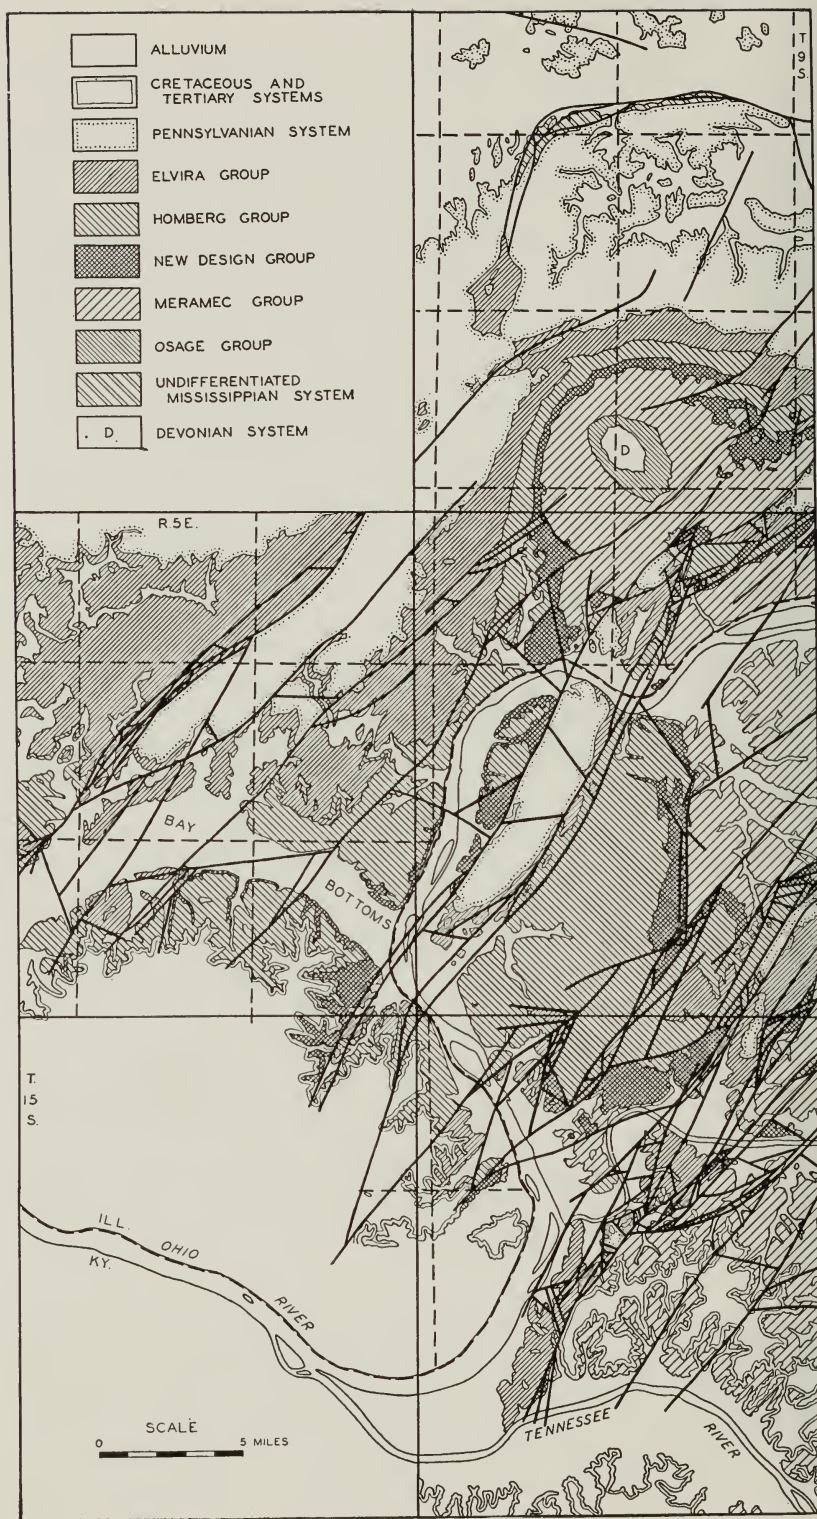 ALLUVIUM
CRETACEOUS AND
TERTIARY SYSTEMS
PENNSYLVANIAN SYSTEM
ELVIRA GROUP
HOMBERG GROUP
NEW DESIGN GROUP
MERAMEC GROUP
OSAGE GROUP
UNDIFFERENTIATED
MISSISSIPPIAN SYSTEM
D. DEVONIAN SYSTEM
T
9
S.
D
R.5E.
BAY
BOTTOMS
T.
15
S.
ILL.
OHIO
RIVER
KY.
SCALE
0 5 MILES
TENNESSEE
RIVER